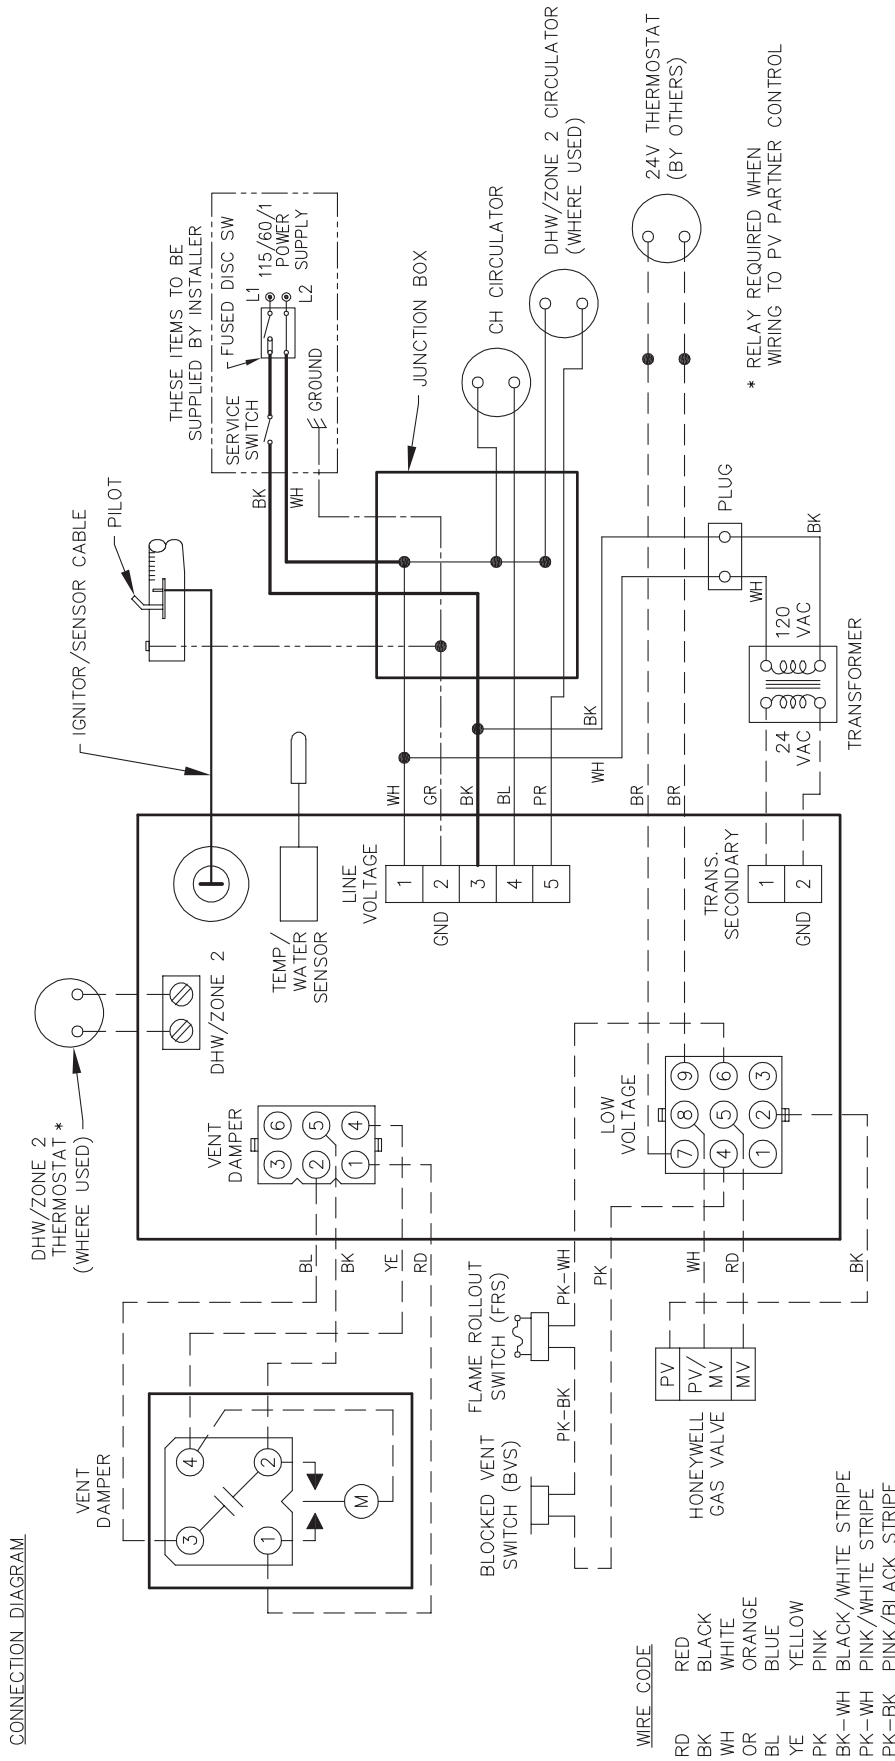 CONNECTION DIAGRAM
VENT
DAMPER
3
4
1
2
M
DHW/ZONE 2
THERMOSTAT*
(WHERE USED)
DHW/ZONE 2
BL
BK
YE
RD
VENT
DAMPER
3
6
2
5
1
4
TEMP/
WATER
SENSOR
IGNITOR/SENSOR CABLE
PILOT
THESE ITEMS TO BE
SUPPLIED BY INSTALLER
SERVICE
SWITCH
FUSED DISC SW
L1
L2
115/60/1
POWER
SUPPLY
GROUND
BK
WH
JUNCTION BOX
CH CIRCULATOR
DHW/ZONE 2 CIRCULATOR
(WHERE USED)
LINE
VOLTAGE
GND
1
2
3
4
5
WH
GR
BK
BL
PR
BK
WH
BLOCKED VENT
SWITCH (BVS)
FLAME ROLLOUT
SWITCH (FRS)
PK-BK
PK-WH
PK
LOW
VOLTAGE
7
8
9
4
5
6
1
2
3
BR
BR
24V THERMOSTAT
(BY OTHERS)
HONEYWELL
GAS VALVE
PV
PV/
MV
MV
WH
RD
BK
TRANS.
SECONDARY
GND
1
2
24
VAC
120
VAC
TRANSFORMER
WH
BK
PLUG
* RELAY REQUIRED WHEN
WIRING TO PV PARTNER CONTROL
WIRE CODE
RD RED
BK BLACK
WH WHITE
OR ORANGE
BL BLUE
YE YELLOW
PK PINK
BK-WH BLACK/WHITE STRIPE
PK-WH PINK/WHITE STRIPE
PK-BK PINK/BLACK STRIPE